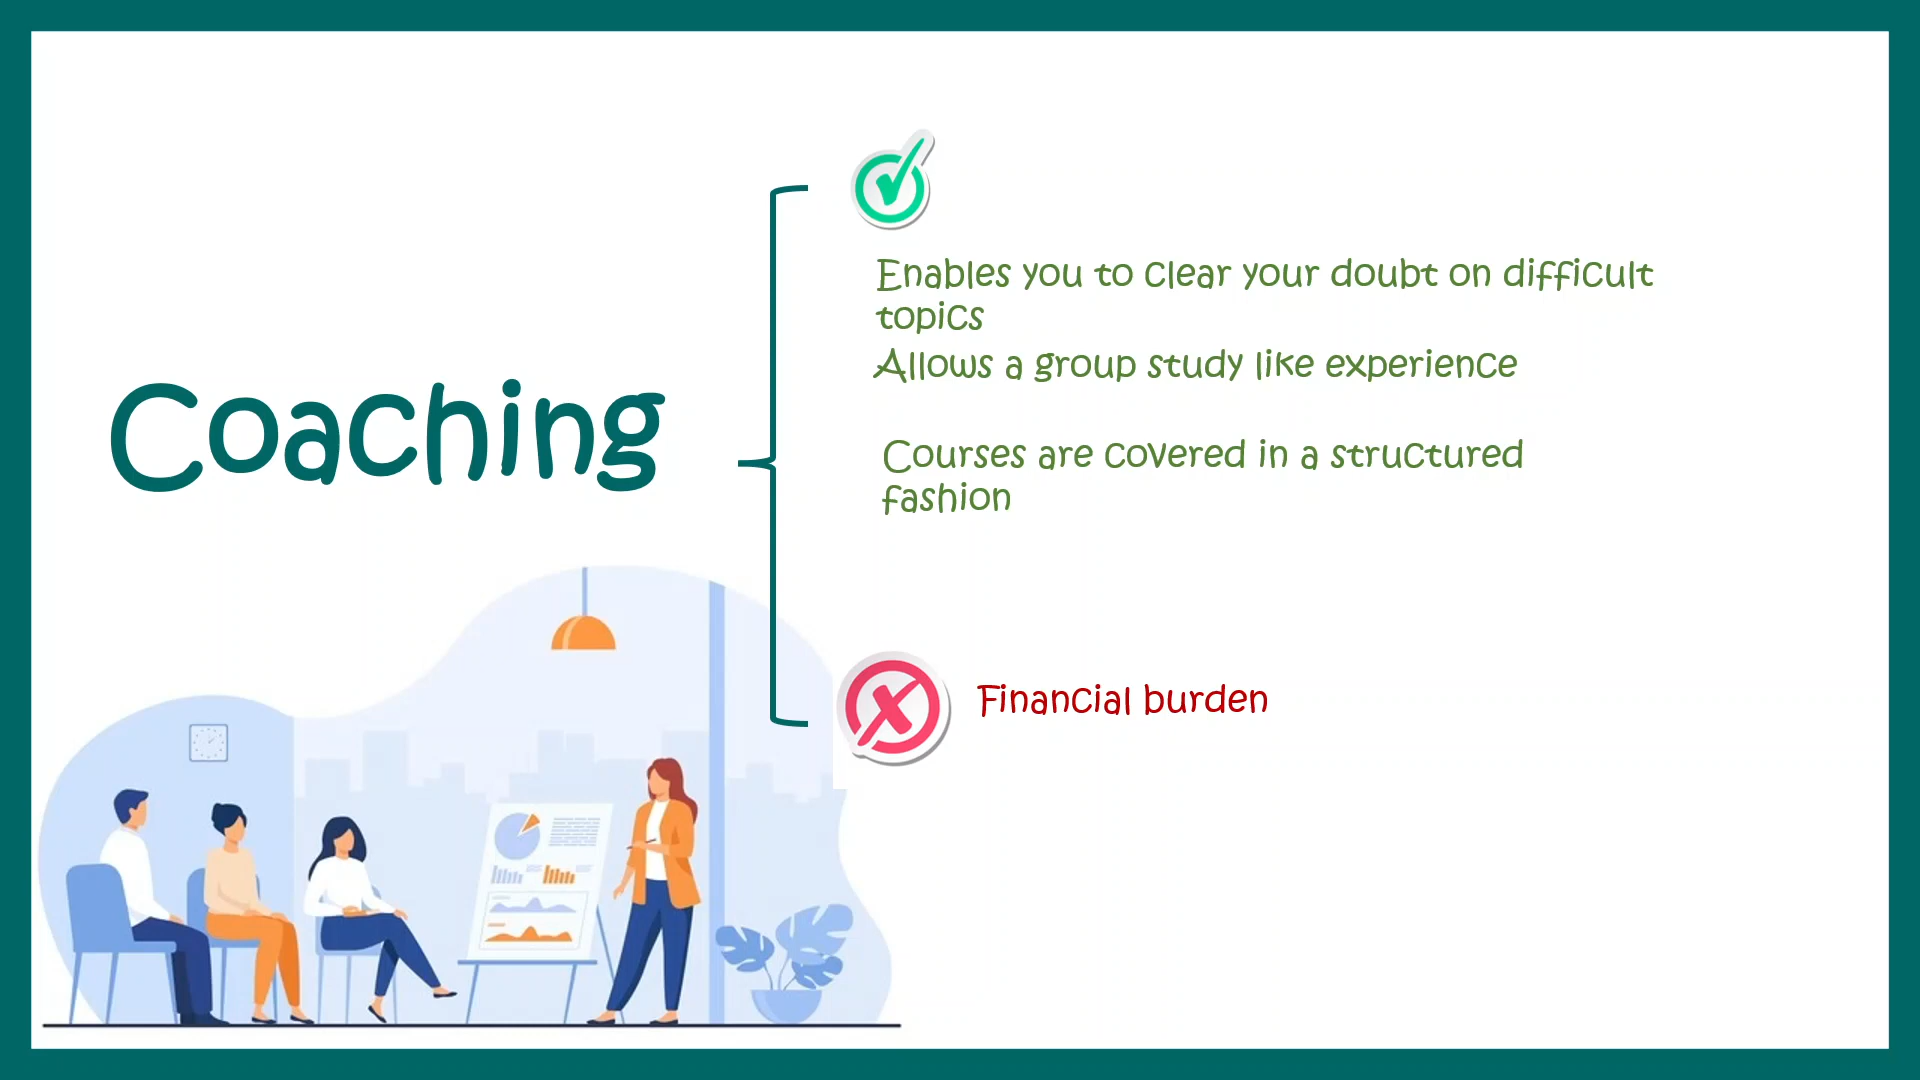 Coaching
Enables you to clear your doubt on difficult
topics
Allows a group study like experience
Courses are covered in a structured
fashion
Financial burden